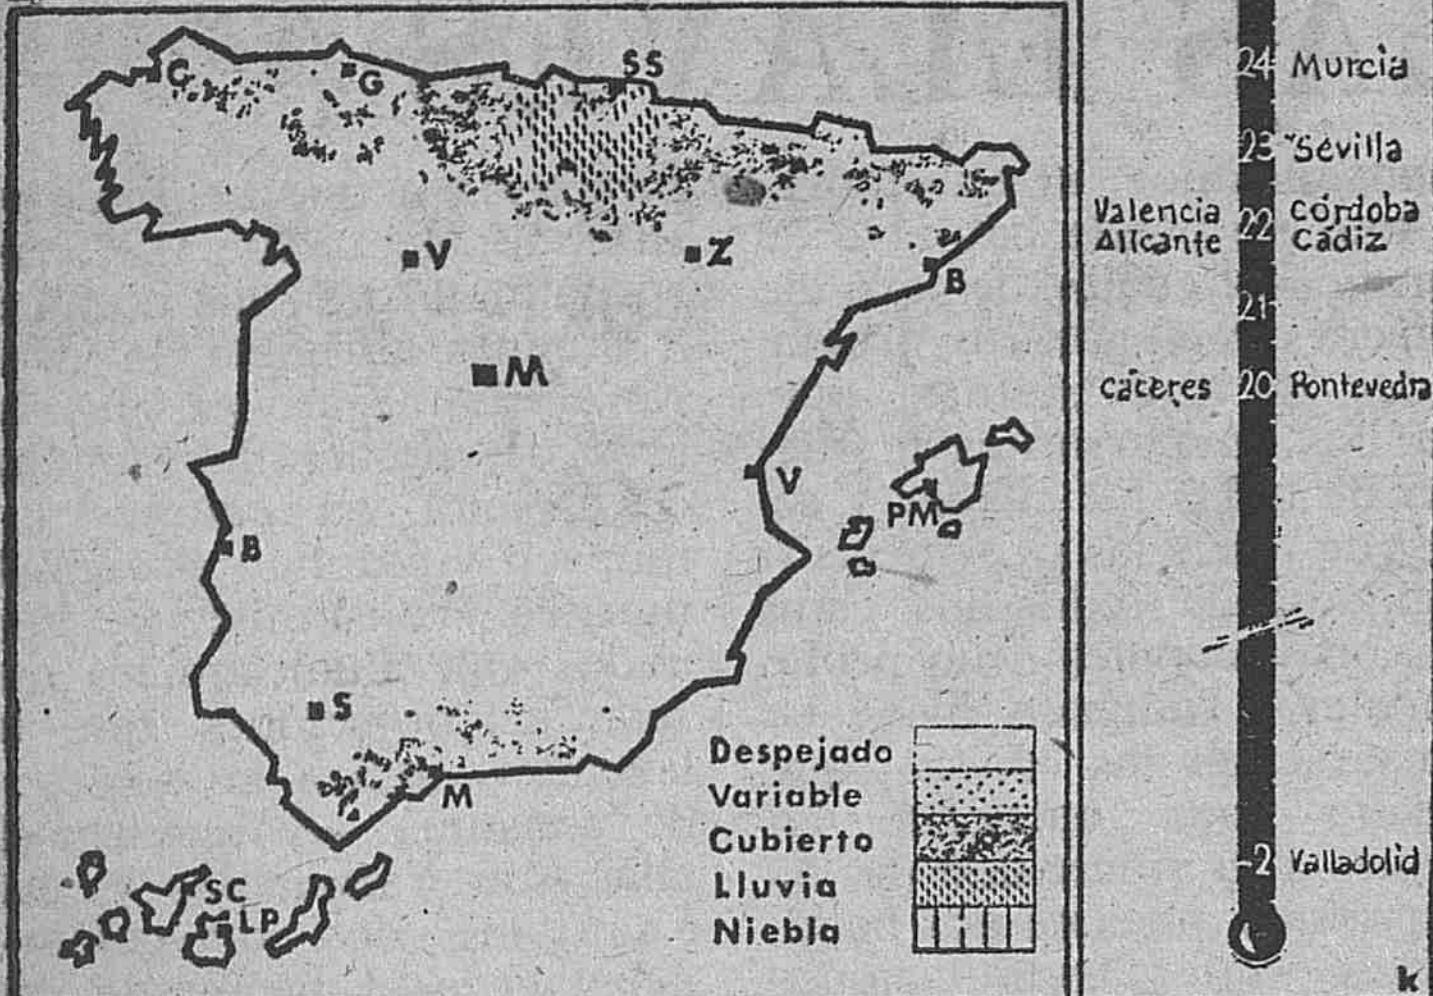 SS
C
G
V
Z
B
M
V
PM
B
S
M
SC
LP
Despejado
Variable
Cubierto
Lluvia
Niebla
24 Murcia
23 Sevilla
Valencia 22 Córdoba
Alicante Cádiz
21
Cáceres 20 Pontevedra
-2 Valladolid
k